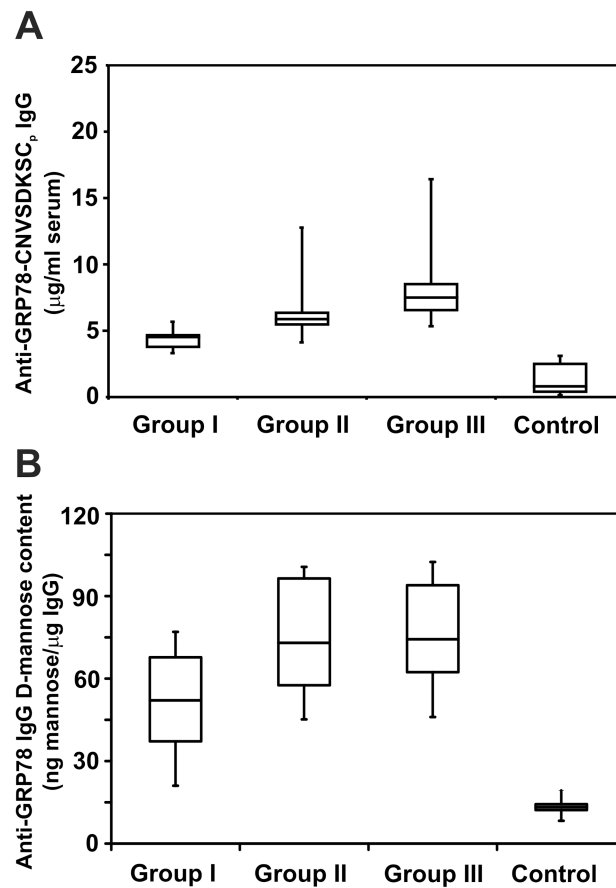 A
Anti-GRP78-CNVSDKSCp IgG
(μg/ml serum)
25
20
15
10
5
0
Group I Group II Group III Control
B
Anti-GRP78 IgG D-mannose content
(ng mannose/μg IgG)
120
90
60
30
0
Group I Group II Group III Control